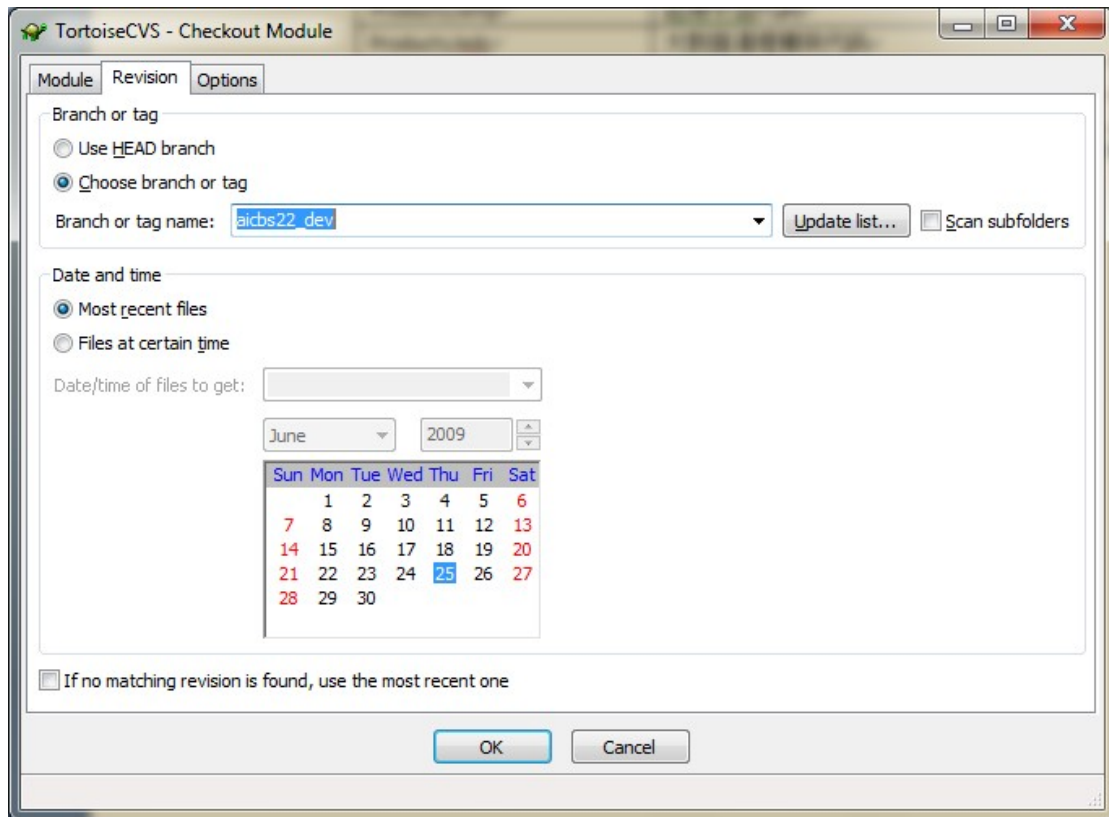 TortoiseCVS - Checkout Module
Module Revision Options
Branch or tag
Use HEAD branch
Choose branch or tag
Branch or tag name: aicbs22_dev Update list... Scan subfolders
Date and time
Most recent files
Files at certain time
Date/time of files to get:
June 2009
Sun Mon Tue Wed Thu Fri Sat
1 2 3 4 5 6
7 8 9 10 11 12 13
14 15 16 17 18 19 20
21 22 23 24 25 26 27
28 29 30
If no matching revision is found, use the most recent one
OK Cancel